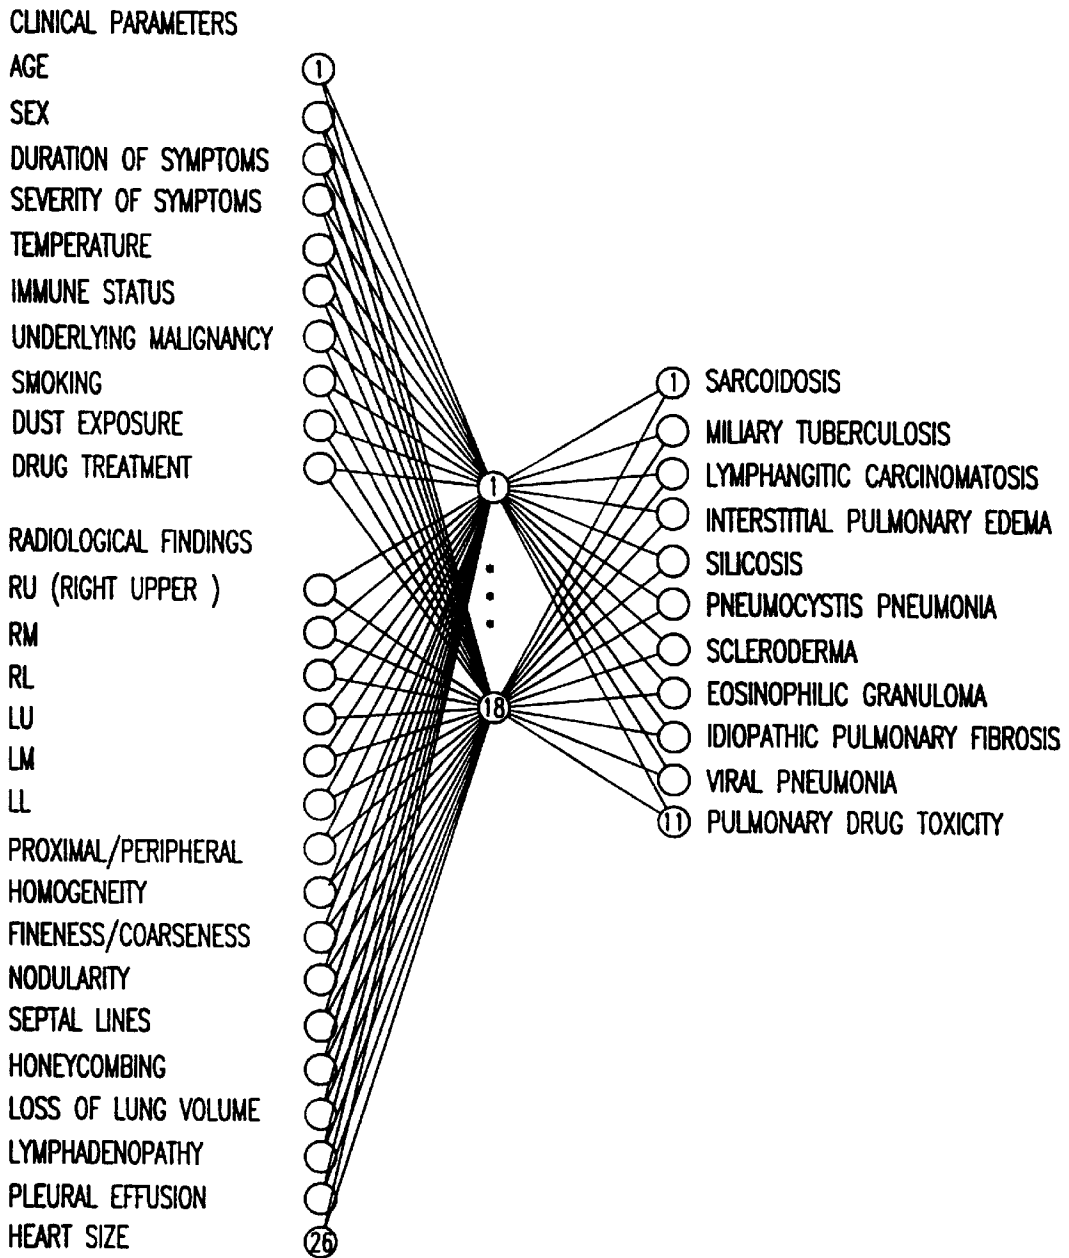 CLINICAL PARAMETERS
AGE
1
SEX
DURATION OF SYMPTOMS
SEVERITY OF SYMPTOMS
TEMPERATURE
IMMUNE STATUS
UNDERLYING MALIGNANCY
SMOKING
DUST EXPOSURE
DRUG TREATMENT
RADIOLOGICAL FINDINGS
RU (RIGHT UPPER )
RM
RL
LU
LM
LL
PROXIMAL/PERIPHERAL
HOMOGENEITY
FINENESS/COARSENESS
NODULARITY
SEPTAL LINES
HONEYCOMBING
LOSS OF LUNG VOLUME
LYMPHADENOPATHY
PLEURAL EFFUSION
HEART SIZE
26
1
18
1 SARCOIDOSIS
MILIARY TUBERCULOSIS
LYMPHANGITIC CARCINOMATOSIS
INTERSTITIAL PULMONARY EDEMA
SILICOSIS
PNEUMOCYSTIS PNEUMONIA
SCLERODERMA
EOSINOPHILIC GRANULOMA
IDIOPATHIC PULMONARY FIBROSIS
VIRAL PNEUMONIA
11 PULMONARY DRUG TOXICITY